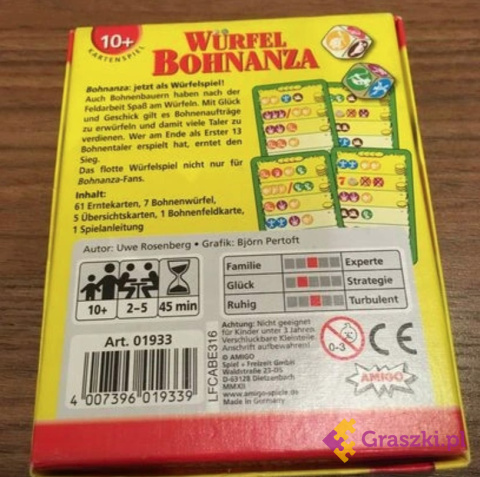 10+
KARTENSPIEL
WÜRFEL
BOHNANZA
Bohnanza: jetzt als Würfelspiel!
Auch Bohnenbauern haben nach der
Feldarbeit Spaß am Würfeln. Mit Glück
und Geschick gilt es Bohnenaufträge
zu erwürfeln und damit viele Taler zu
verdienen. Wer am Ende als Erster 13
Bohnentaler erspielt hat, erntet den
Sieg.
Das flotte Würfelspiel nicht nur für
Bohnanza-Fans.
Inhalt:
61 Erntekarten, 7 Bohnenwürfel,
5 Übersichtskarten, 1 Bohnenfeldkarte,
1 Spielanleitung
Autor: Uwe Rosenberg • Grafik: Björn Pertoft
10+ 2–5 45 min
Familie Experte
Glück Strategie
Ruhig Turbulent
Art. 01933
4 007396 019339
LFCABE316
Achtung: Nicht geeignet
für Kinder unter 3 Jahren.
Verschluckbare Kleinteile.
Anschrift aufbewahren!
© AMIGO
Spiel + Freizeit GmbH
Waldstraße 23-D5
D-63128 Dietzenbach
MMXII
www.amigo-spiele.de
Made in Germany
0-3
CE
AMIGO
Graszki.pl